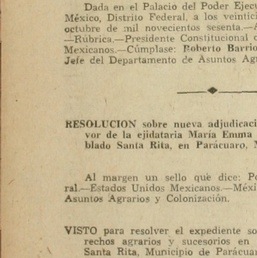 Dada en el Palacio del Poder Ejecu
México, Distrito Federal, a los veintici
octubre de mil novecientos sesenta.—A
—Rúbrica.—Presidente Constitucional d
Mexicanos.—Cúmplase: Roberto Barrio
Jefe del Departamento de Asuntos Agr
RESOLUCION sobre nueva adjudicaci
vor de la ejidataria María Emma
blado Santa Rita, en Parácuaro, M
Al margen un sello que dice: Po
ral.—Estados Unidos Mexicanos.—Méxi
Asuntos Agrarios y Colonización.
VISTO para resolver el expediente so
rechos agrarios y sucesorios en
Santa Rita, Municipio de Parácuar